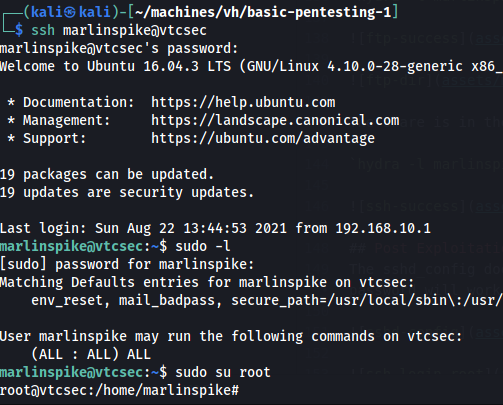 ┌──(kali㉿kali)-[~/machines/vh/basic-pentesting-1]
└─$ ssh marlinspike@vtcsec
marlinspike@vtcsec's password:
Welcome to Ubuntu 16.04.3 LTS (GNU/Linux 4.10.0-28-generic x86_
* Documentation: https://help.ubuntu.com
* Management: https://landscape.canonical.com
* Support: https://ubuntu.com/advantage
19 packages can be updated.
19 updates are security updates.
Last login: Sun Aug 22 13:44:53 2021 from 192.168.10.1
marlinspike@vtcsec:~$ sudo -l
[sudo] password for marlinspike:
Matching Defaults entries for marlinspike on vtcsec:
env_reset, mail_badpass, secure_path=/usr/local/sbin\:/usr/
User marlinspike may run the following commands on vtcsec:
(ALL : ALL) ALL
marlinspike@vtcsec:~$ sudo su root
root@vtcsec:/home/marlinspike#